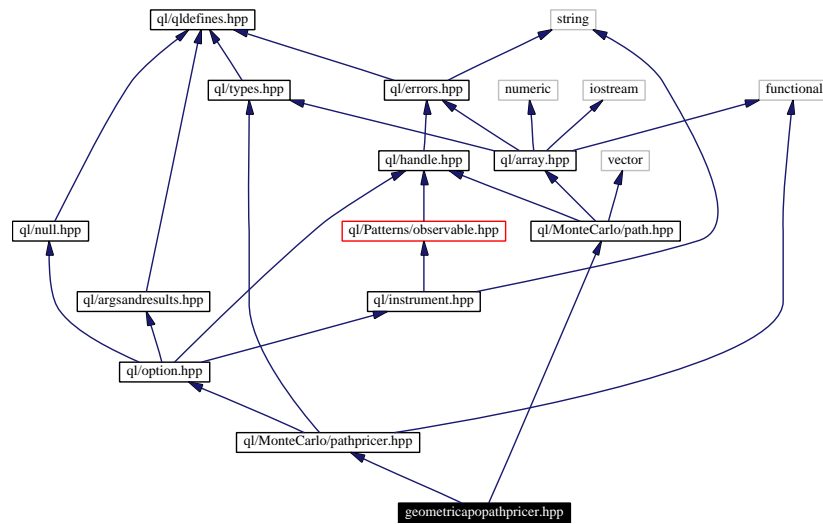 ql/qldefines.hpp
string
ql/types.hpp
ql/errors.hpp
numeric
iostream
functional
ql/handle.hpp
ql/array.hpp
vector
ql/null.hpp
ql/Patterns/observable.hpp
ql/MonteCarlo/path.hpp
ql/argsandresults.hpp
ql/instrument.hpp
ql/option.hpp
ql/MonteCarlo/pathpricer.hpp
geometricapopathpricer.hpp